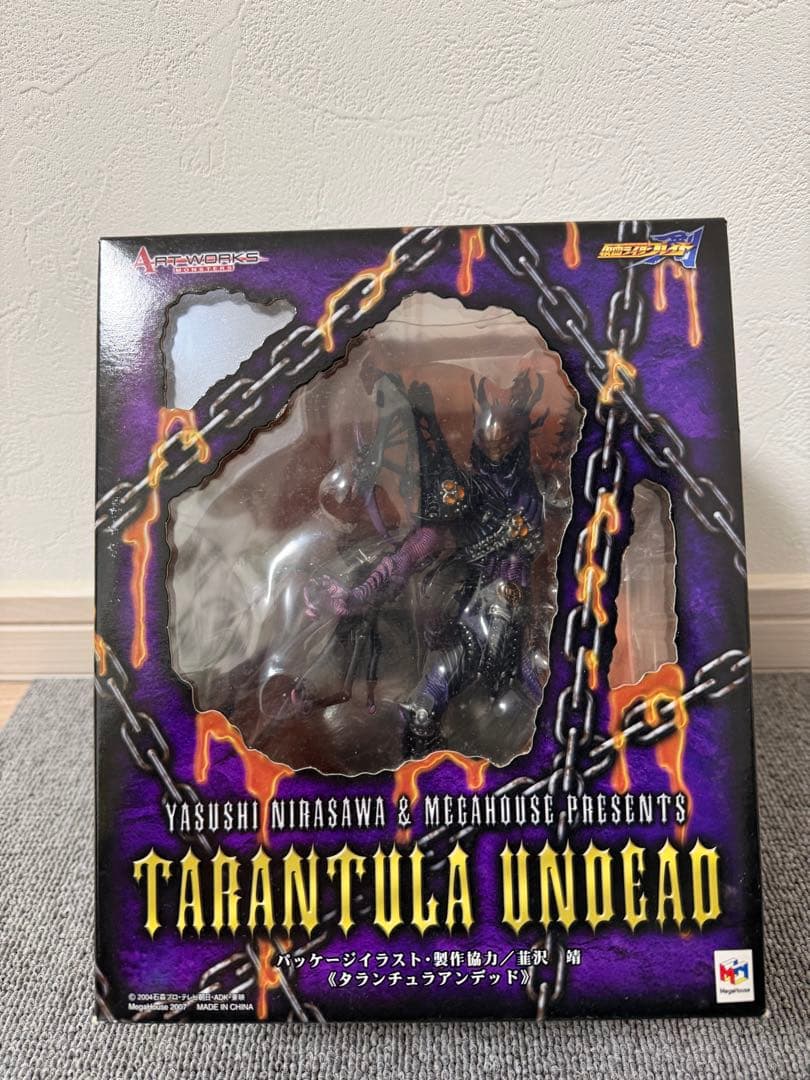 ART WORKS
MONSTERS
仮面ライダー剣
YASUSHI NIRASAWA & MEGAHOUSE PRESENTS
TARANTULA UNDEAD
パッケージイラスト・製作協力／韮沢 靖
《タランチュラアンデッド》
© 2004石森プロ・テレビ朝日・ADK・東映
MegaHouse 2007 MADE IN CHINA
MegaHouse